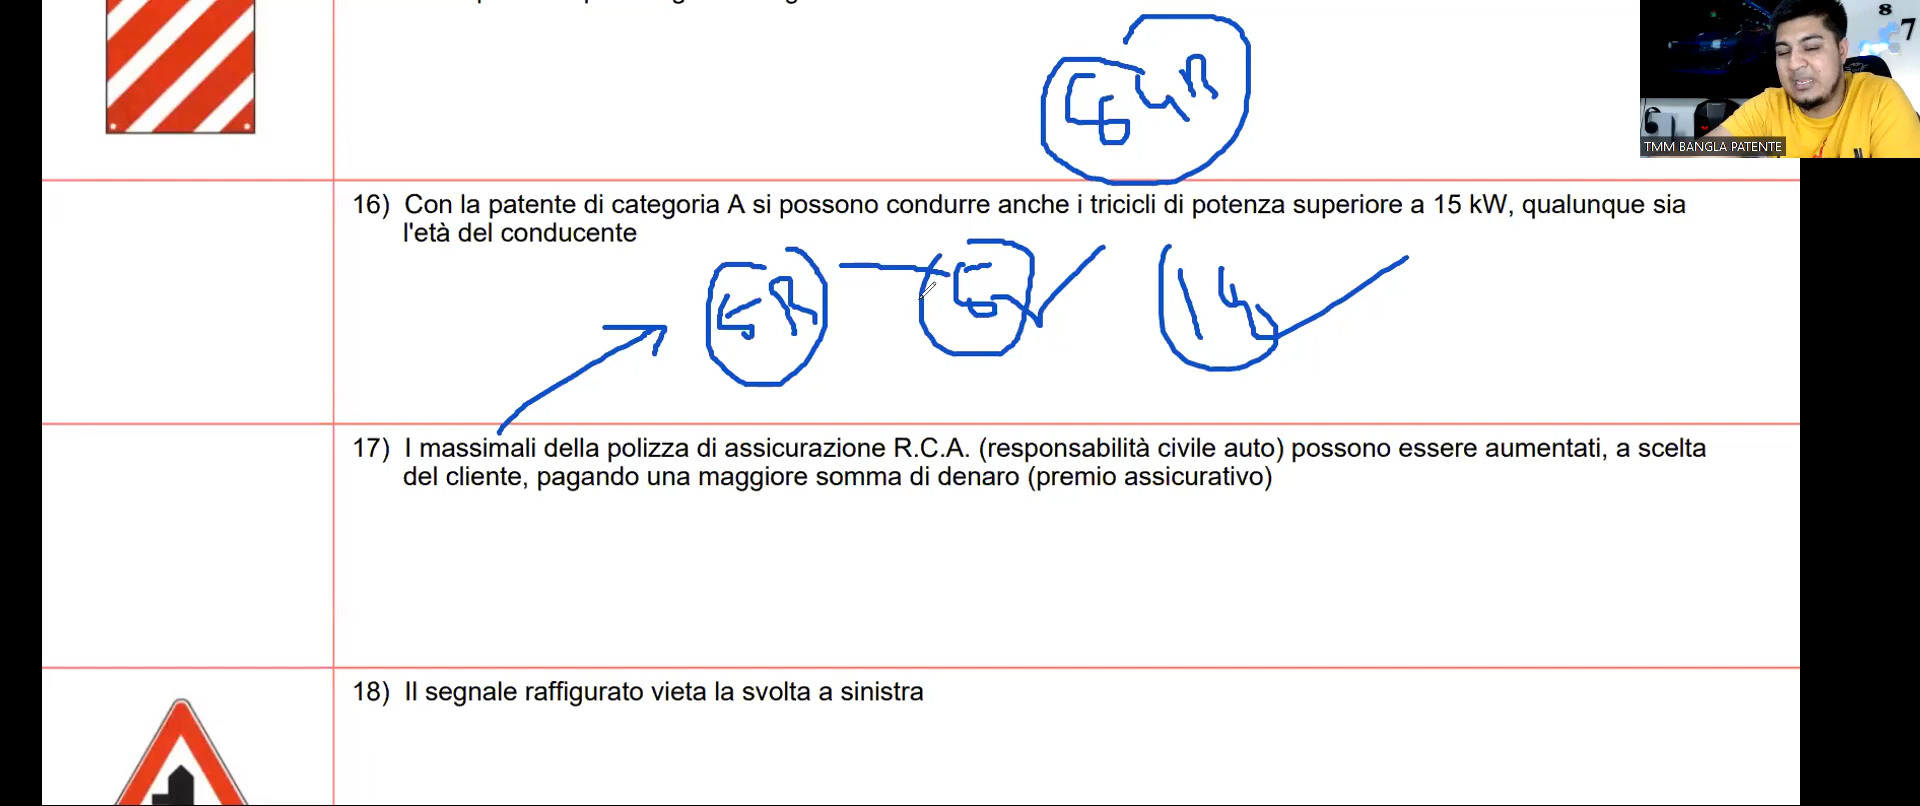 8
7
TMM BANGLA PATENTE
16) Con la patente di categoria A si possono condurre anche i tricicli di potenza superiore a 15 kW, qualunque sia
l'età del conducente
17) I massimali della polizza di assicurazione R.C.A. (responsabilità civile auto) possono essere aumentati, a scelta
del cliente, pagando una maggiore somma di denaro (premio assicurativo)
18) Il segnale raffigurato vieta la svolta a sinistra